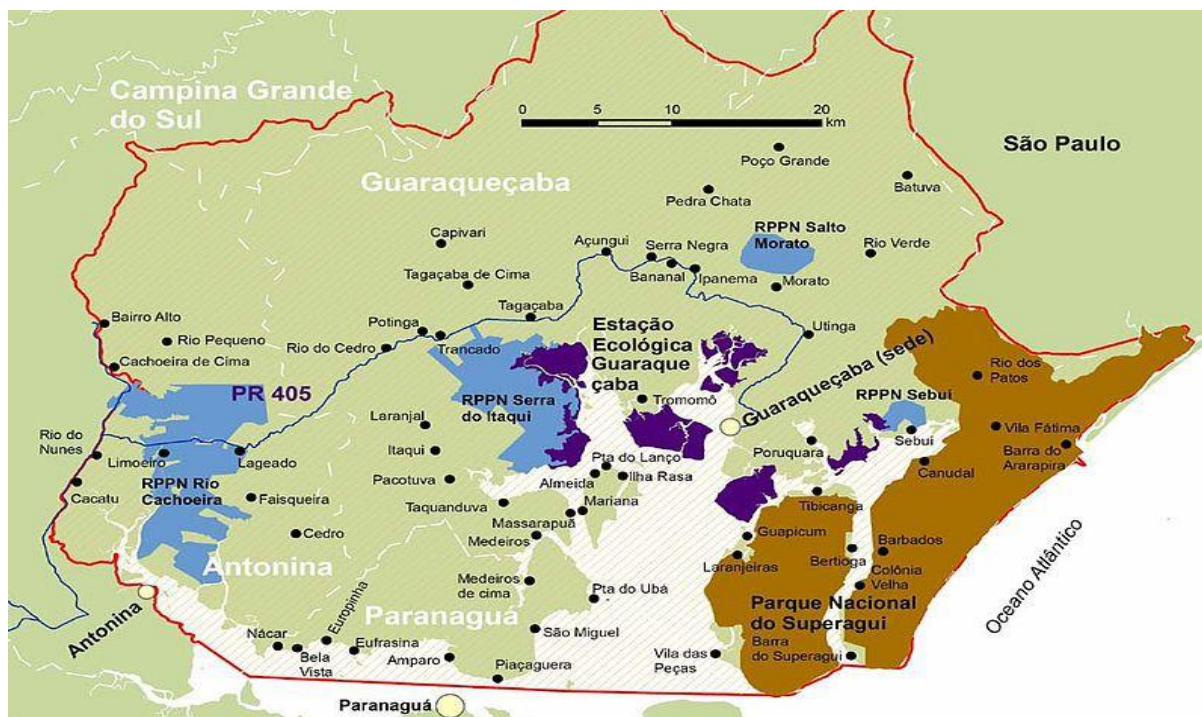 Campina Grande
do Sul
0 5 10 20
km
São Paulo
Poço Grande
Guaraqueçaba
Batuva
Pedra Chata
RPPN Salto
Morato
Capivari
Açungui
Serra Negra
Rio Verde
Bananal
Ipanema
Tagaçaba de Cima
Morato
Tagaçaba
Bairro Alto
Potinga
Estação
Ecológica
Guaraque
çaba
Utinga
Rio Pequeno
Rio do Cedro
Trancado
Cachoeira de Cima
Guaraqueçaba (sede)
Rio dos
Patos
PR 405
RPPN Serra
do Itaqui
Tromomô
RPPN Sebuí
Laranjal
Vila Fátima
Rio do
Nunes
Limoeiro
Lageado
Itaqui
Pta do Lanço
Poruquara
Sebuí
Barra do
Ararapira
Canudal
RPPN Rio
Cachoeira
Cacatu
Faisqueira
Pacotuva
Almeida
Ilha Rasa
Mariana
Taquanduva
Tibicanga
Massarapuã
Cedro
Medeiros
Guapicum
Laranjeiras
Bertioga
Barbados
Antonina
Medeiros
de cima
Pta do Ubá
Colônia
Velha
Oceano Atlântico
Paranaguá
Parque Nacional
do Superagui
Antonina
Europinha
São Miguel
Nácar
Bela
Vista
Eufrasina
Amparo
Piaçaguera
Vila das
Peças
Barra
do Superagui
Paranaguá